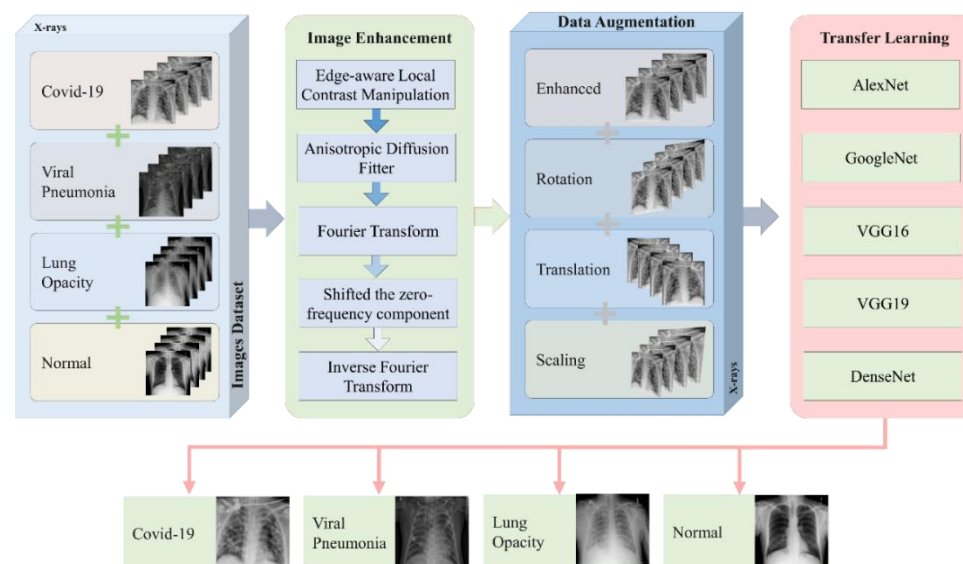 X-rays
Covid-19
Viral
Pneumonia
Lung
Opacity
Normal
Images Dataset
Image Enhancement
Edge-aware Local
Contrast Manipulation
Anisotropic Diffusion
Fitter
Fourier Transform
Shifted the zero-
frequency component
Inverse Fourier
Transform
Data Augmentation
Enhanced
Rotation
Translation
Scaling
X-rays
Transfer Learning
AlexNet
GoogleNet
VGG16
VGG19
DenseNet
Covid-19
Viral
Pneumonia
Lung
Opacity
Normal